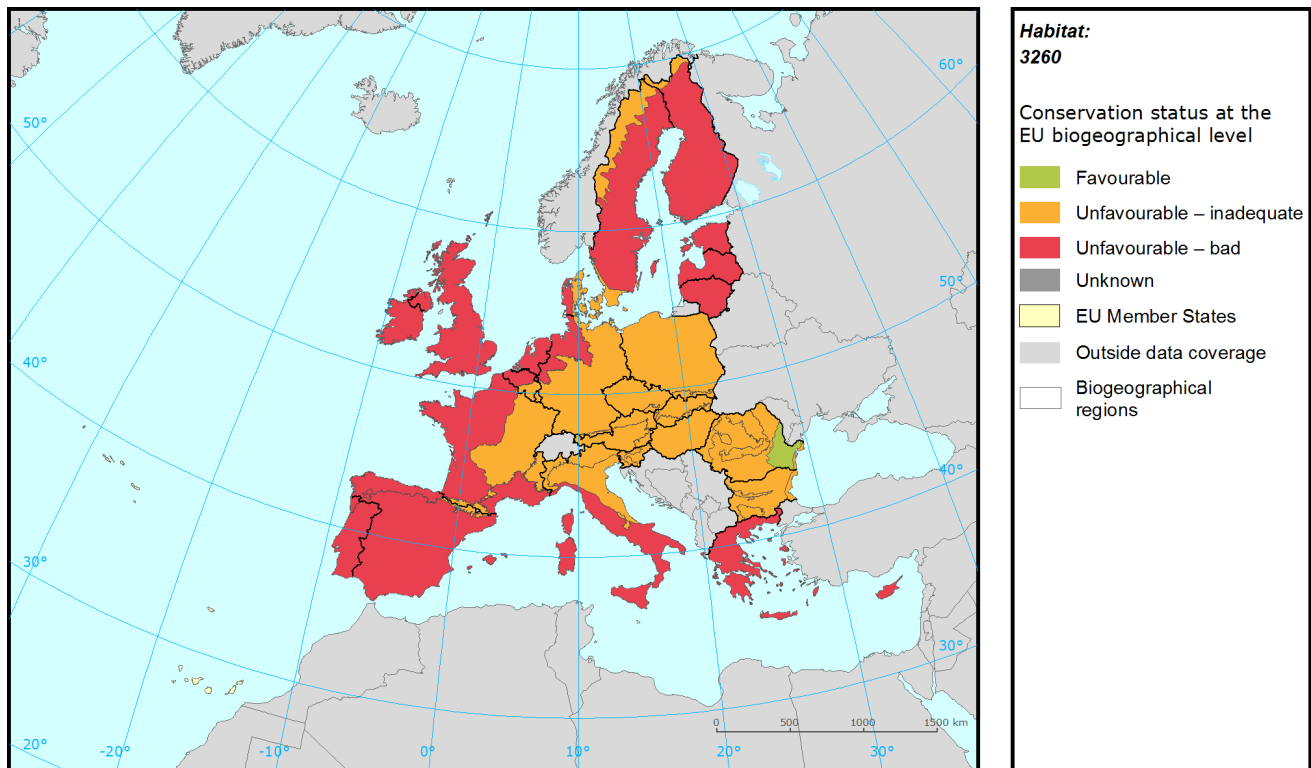 Habitat:
3260
Conservation status at the
EU biogeographical level
Favourable
Unfavourable – inadequate
Unfavourable – bad
Unknown
EU Member States
Outside data coverage
Biogeographical
regions
60°
50°
50°
40°
40°
30°
30°
0 500 1000 1500 km
20° -20° -10° 0° 10° 20° 30°